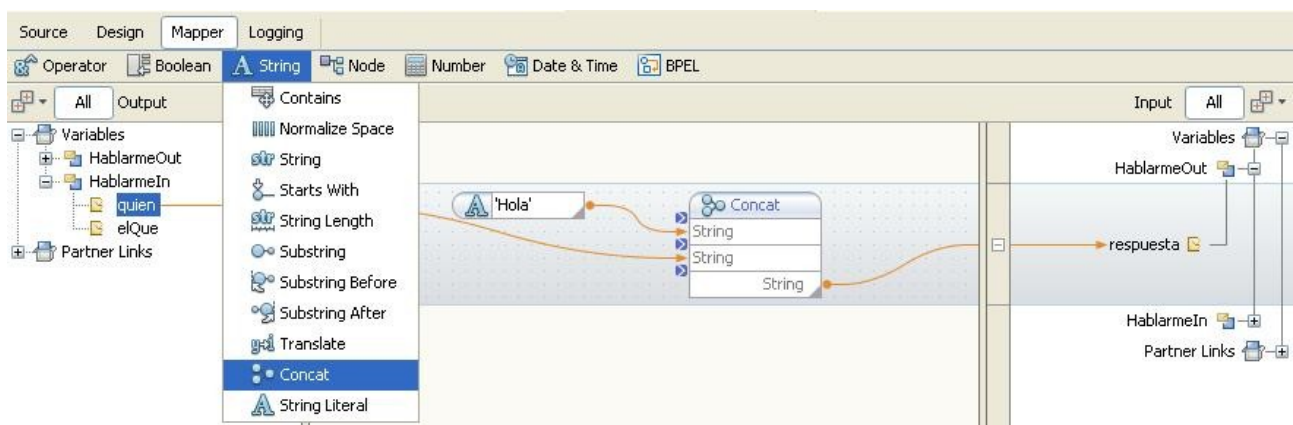 Source Design Mapper Logging
Operator Boolean String Node Number Date & Time BPEL
All Output Input All
Contains
Normalize Space
String
Starts With
String Length
Substring
Substring Before
Substring After
Translate
Concat
String Literal
Variables
HablarmeOut
HablarmeIn
quien
elQue
Partner Links
'Hola'
Concat
String
String
String
Variables
HablarmeOut
respuesta
HablarmeIn
Partner Links